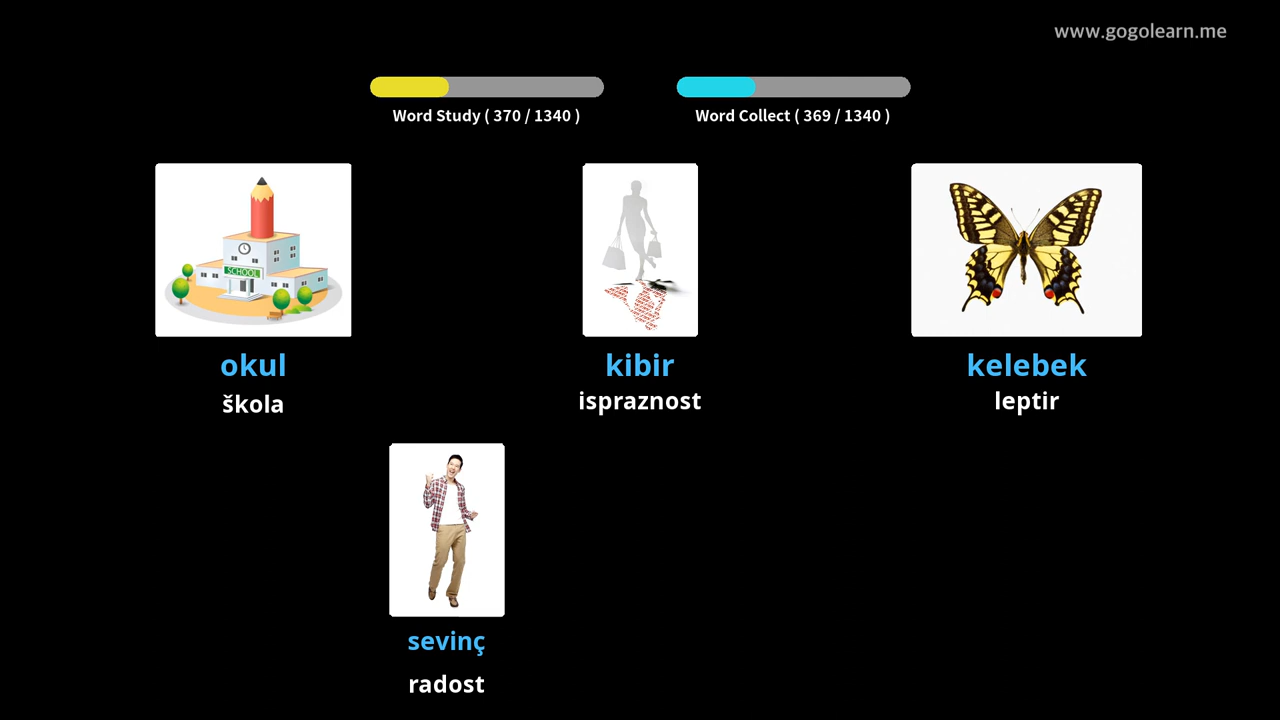 www.gogolearn.me
Word Study ( 370 / 1340 )
Word Collect ( 369 / 1340 )
SCHOOL
okul
škola
kibir
ispraznost
kelebek
leptir
sevinç
radost